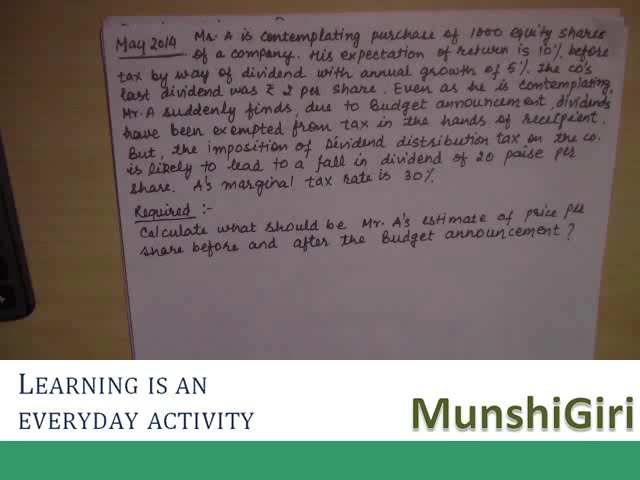 May 2014 Mr. A is contemplating purchase of 1000 equity shares
of a company. His expectation of return is 10% before
tax by way of dividend with annual growth of 5%. The co's
last dividend was ₹ 2 per share. Even as he is contemplating,
Mr. A suddenly finds, due to Budget announcement, dividends
have been exempted from tax in the hands of receipient.
But, the imposition of Dividend distribution tax on the co.
is likely to lead to a fall in dividend of 20 paise per
share. A's marginal tax rate is 30%.
Required :-
Calculate what should be Mr. A's estimate of price per
share before and after the Budget announcement?
LEARNING IS AN
EVERYDAY ACTIVITY
MunshiGiri